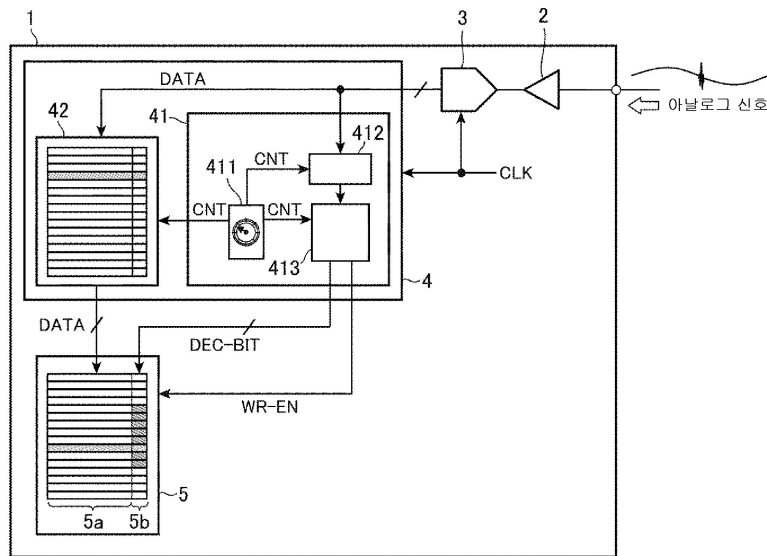 1
3
2
DATA
아날로그 신호
42
41
412
CNT
411
CLK
CNT
CNT
413
4
DATA
DEC-BIT
WR-EN
5
5a
5b